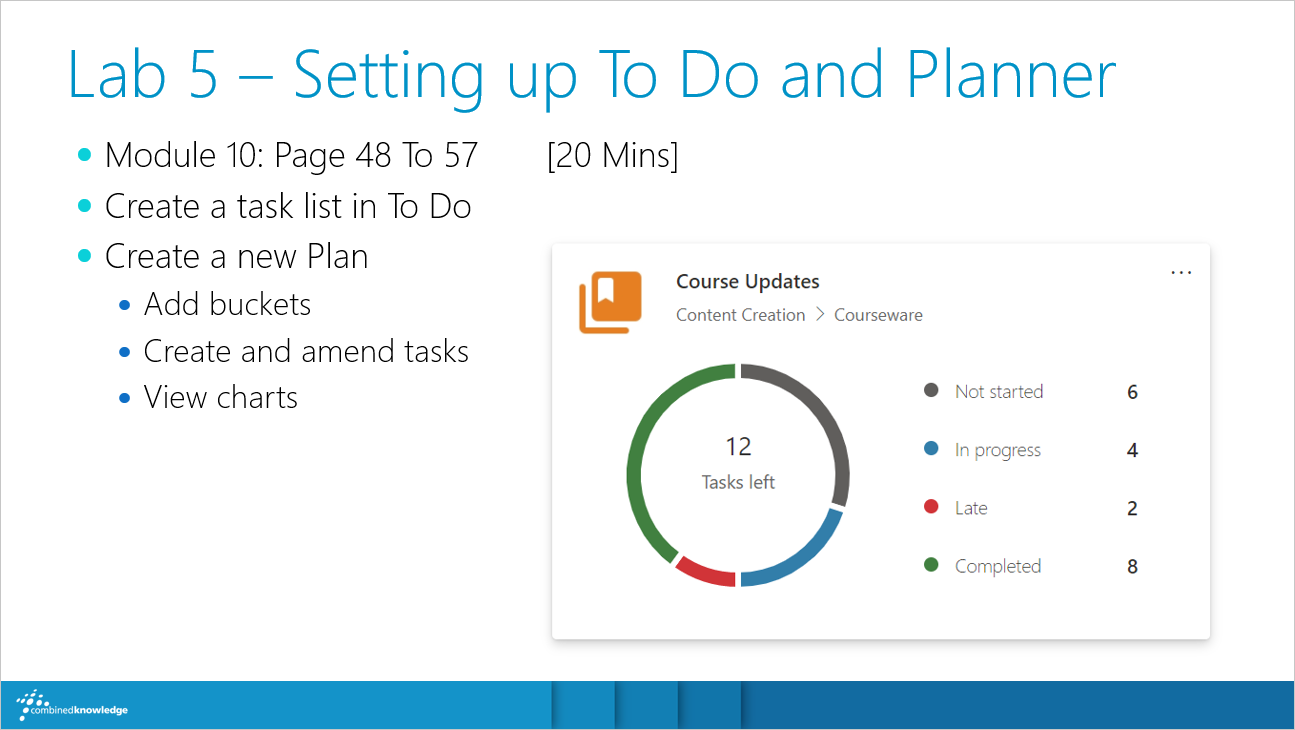 Lab 5 – Setting up To Do and Planner
Module 10: Page 48 To 57 [20 Mins]
Create a task list in To Do
Create a new Plan
Add buckets
Create and amend tasks
View charts
Course Updates
Content Creation > Courseware
12
Tasks left
Not started 6
In progress 4
Late 2
Completed 8
combinedknowledge